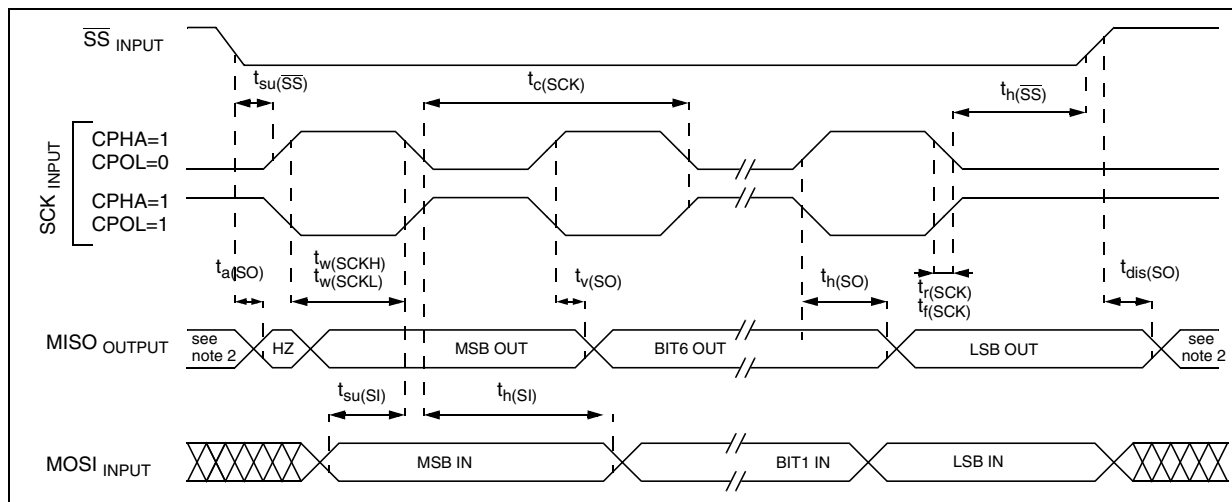 SS INPUT
tsu(SS)
tc(SCK)
th(SS)
SCK INPUT
CPHA=1
CPOL=0
CPHA=1
CPOL=1
ta(SO)
tw(SCKH)
tw(SCKL)
tv(SO)
th(SO)
tr(SCK)
tf(SCK)
tdis(SO)
MISO OUTPUT
see
note 2
HZ
MSB OUT
BIT6 OUT
LSB OUT
see
note 2
tsu(SI)
th(SI)
MOSI INPUT
MSB IN
BIT1 IN
LSB IN